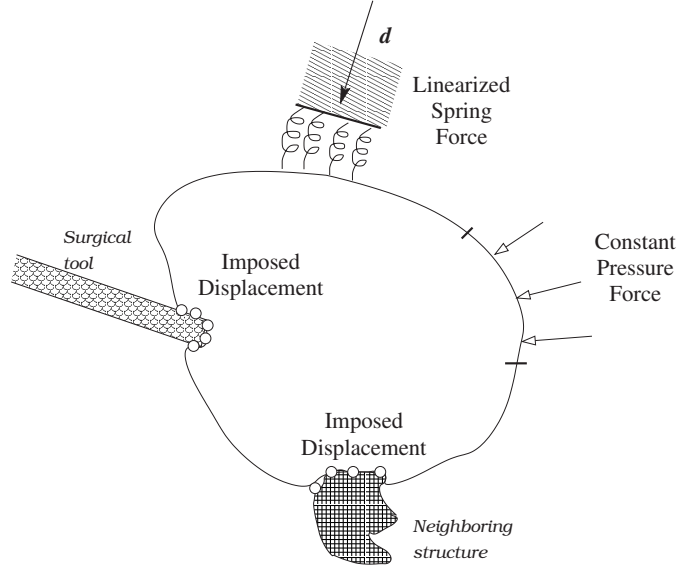 d
Linearized
Spring
Force
Surgical
tool
Imposed
Displacement
Constant
Pressure
Force
Imposed
Displacement
Neighboring
structure